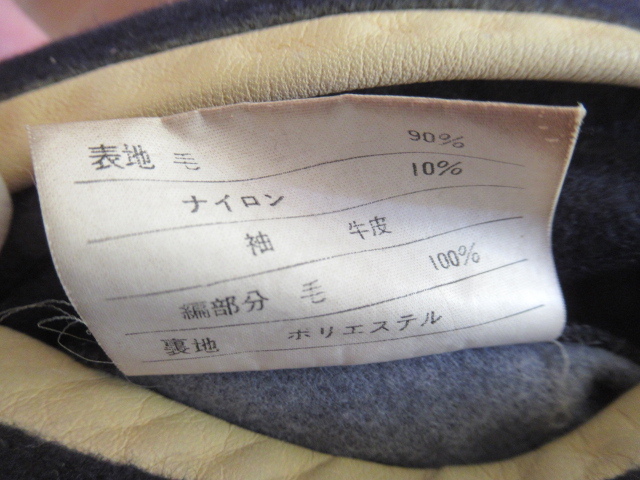 表地 毛 90%
ナイロン 10%
袖 牛皮
編部分 毛 100%
裏地 ポリエステル